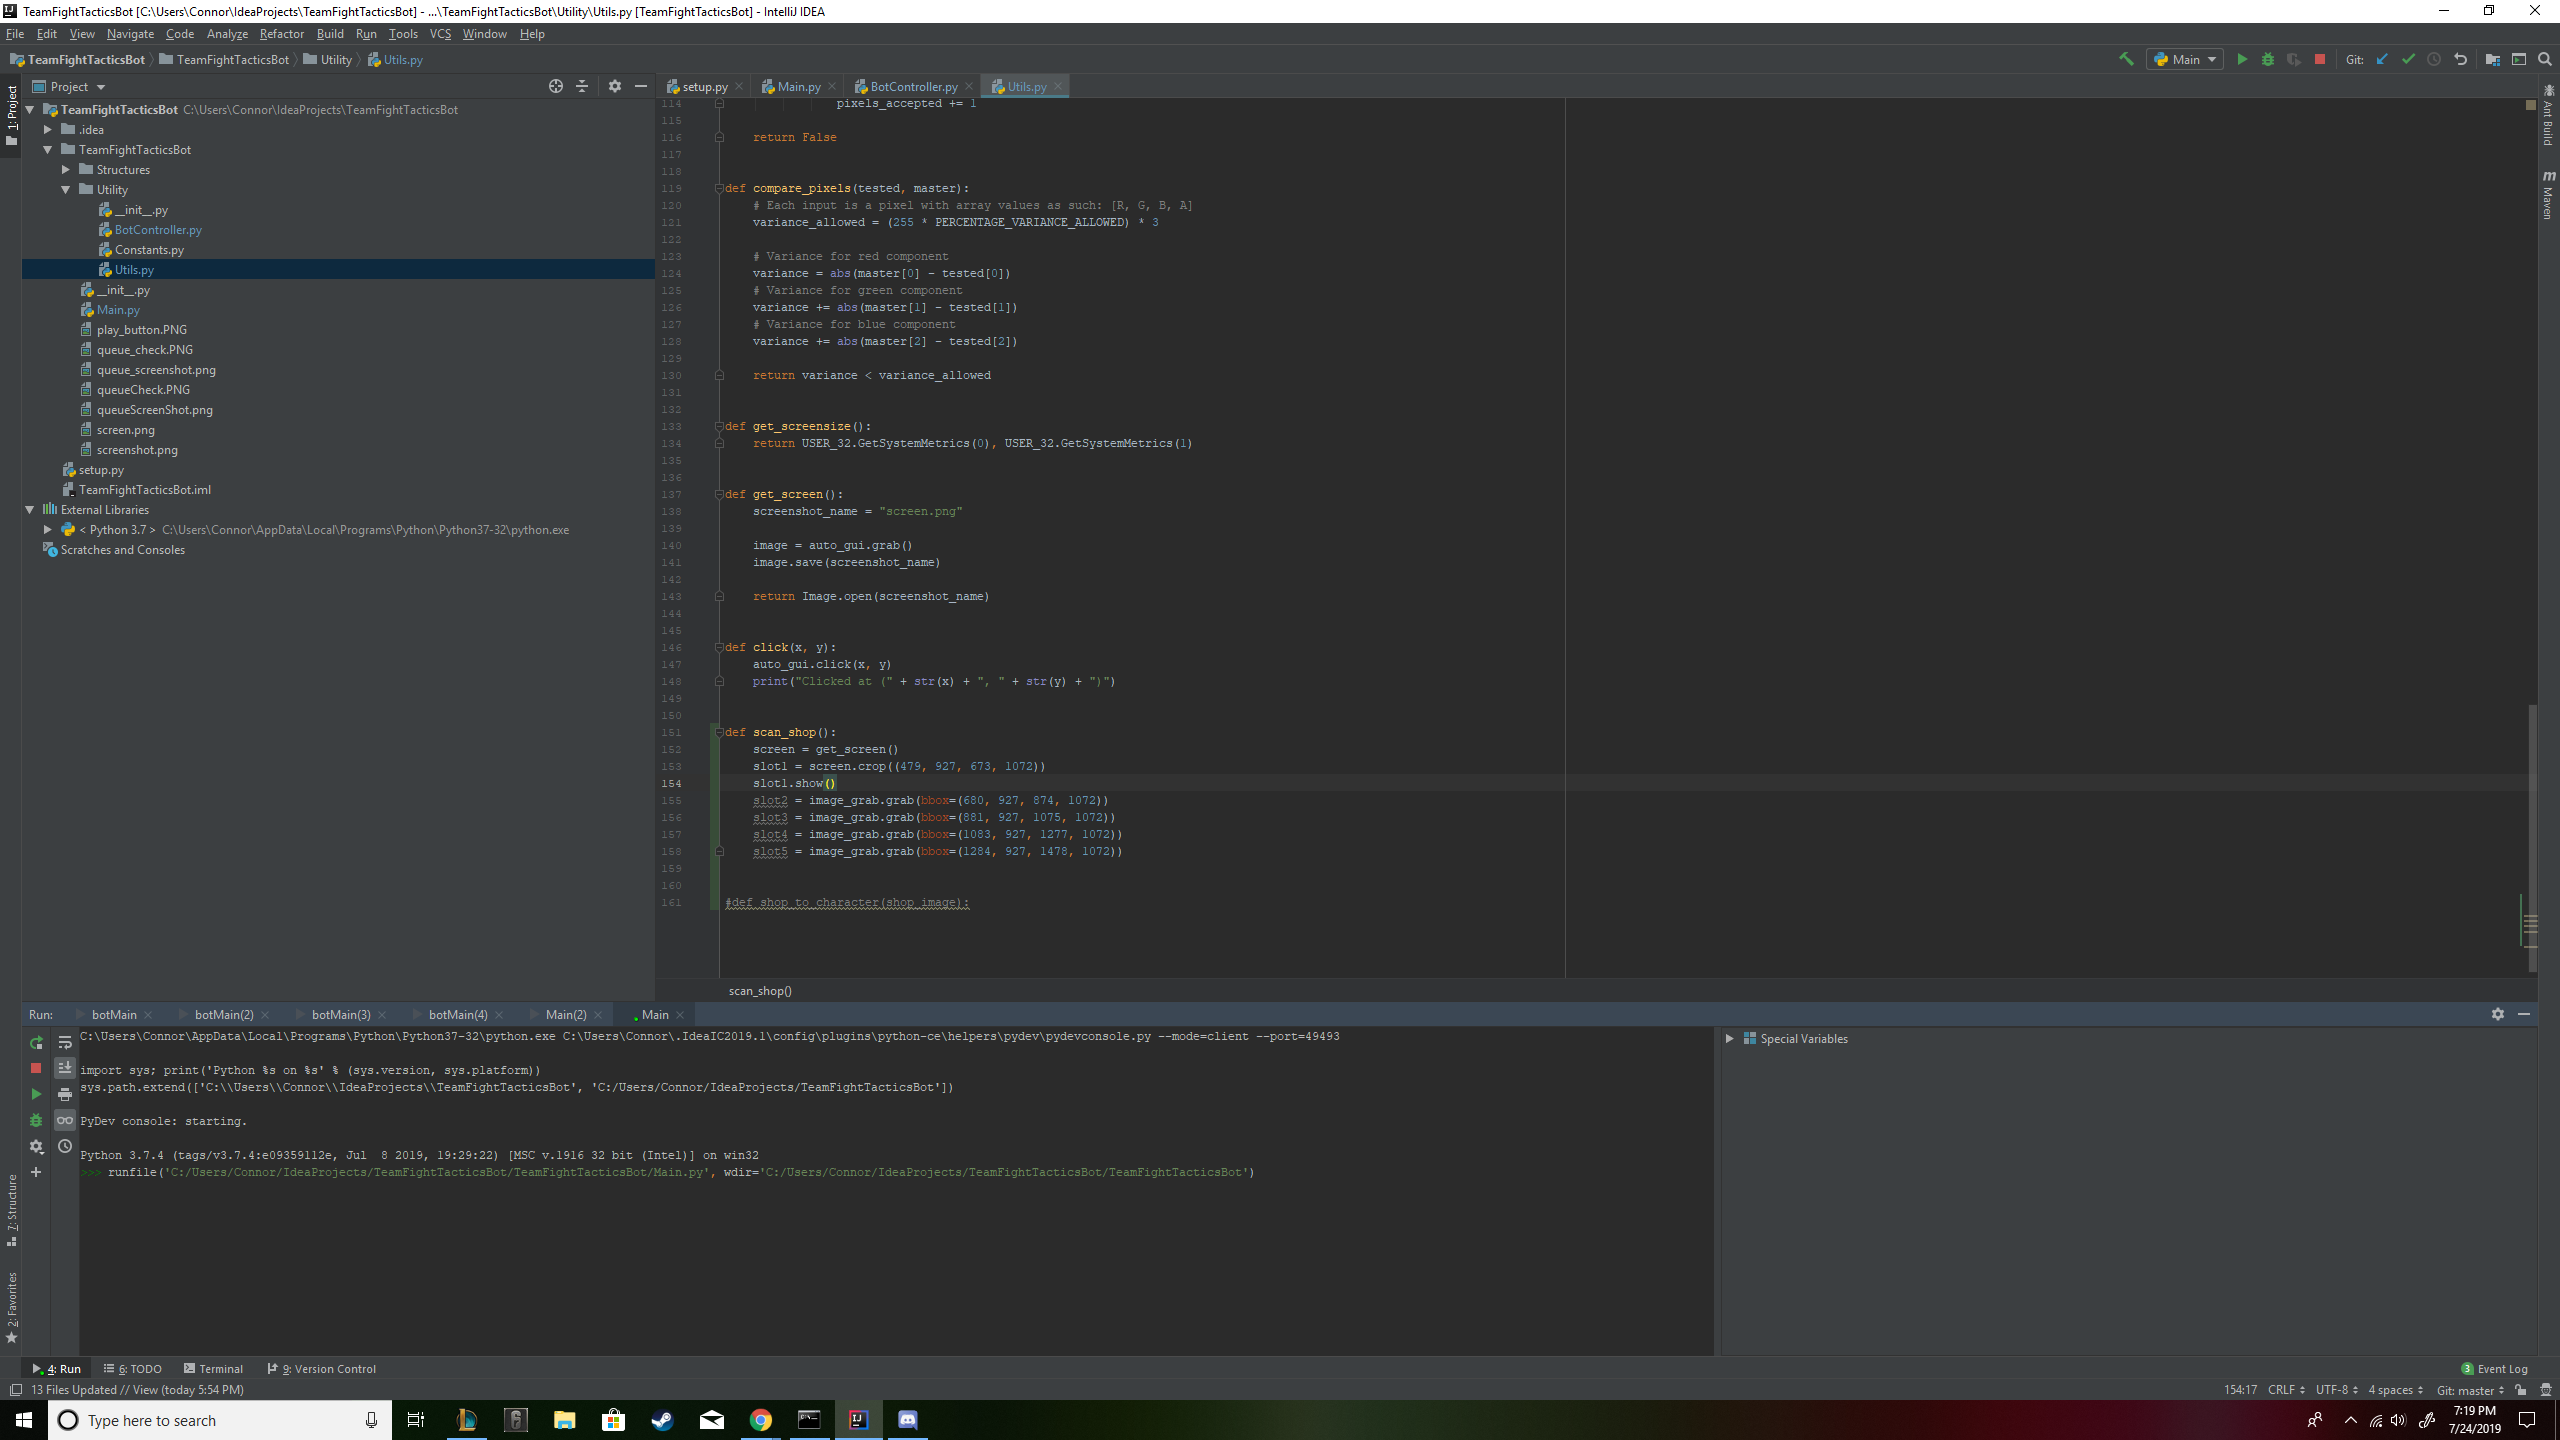 TeamFightTacticsBot [C:\Users\Connor\IdeaProjects\TeamFightTacticsBot] - ...\TeamFightTacticsBot\Utility\Utils.py [TeamFightTacticsBot] - IntelliJ IDEA
File Edit View Navigate Code Analyze Refactor Build Run Tools VCS Window Help
TeamFightTacticsBot TeamFightTacticsBot Utility Utils.py
Main Git:
Project
setup.py Main.py BotController.py Utils.py
1: Project
TeamFightTacticsBot C:\Users\Connor\IdeaProjects\TeamFightTacticsBot
.idea
TeamFightTacticsBot
Structures
Utility
__init__.py
BotController.py
Constants.py
Utils.py
__init__.py
Main.py
play_button.PNG
queue_check.PNG
queue_screenshot.png
queueCheck.PNG
queueScreenShot.png
screen.png
screenshot.png
setup.py
TeamFightTacticsBot.iml
External Libraries
< Python 3.7 > C:\Users\Connor\AppData\Local\Programs\Python\Python37-32\python.exe
Scratches and Consoles
114 pixels_accepted += 1
115
116 return False
117
118
119 def compare_pixels(tested, master):
120 # Each input is a pixel with array values as such: [R, G, B, A]
121 variance_allowed = (255 * PERCENTAGE_VARIANCE_ALLOWED) * 3
122
123 # Variance for red component
124 variance = abs(master[0] - tested[0])
125 # Variance for green component
126 variance += abs(master[1] - tested[1])
127 # Variance for blue component
128 variance += abs(master[2] - tested[2])
129
130 return variance < variance_allowed
131
132
133 def get_screensize():
134 return USER_32.GetSystemMetrics(0), USER_32.GetSystemMetrics(1)
135
136
137 def get_screen():
138 screenshot_name = "screen.png"
139
140 image = auto_gui.grab()
141 image.save(screenshot_name)
142
143 return Image.open(screenshot_name)
144
145
146 def click(x, y):
147 auto_gui.click(x, y)
148 print("Clicked at (" + str(x) + ", " + str(y) + ")")
149
150
151 def scan_shop():
152 screen = get_screen()
153 slot1 = screen.crop((479, 927, 673, 1072))
154 slot1.show()
155 slot2 = image_grab.grab(bbox=(680, 927, 874, 1072))
156 slot3 = image_grab.grab(bbox=(881, 927, 1075, 1072))
157 slot4 = image_grab.grab(bbox=(1083, 927, 1277, 1072))
158 slot5 = image_grab.grab(bbox=(1284, 927, 1478, 1072))
159
160
161 #def shop_to_character(shop_image):
scan_shop()
Ant Build
Maven
Run: botMain botMain(2) botMain(3) botMain(4) Main(2) Main
C:\Users\Connor\AppData\Local\Programs\Python\Python37-32\python.exe C:\Users\Connor\.IdeaIC2019.1\config\plugins\python-ce\helpers\pydev\pydevconsole.py --mode=client --port=49493
import sys; print('Python %s on %s' % (sys.version, sys.platform))
sys.path.extend(['C:\\Users\\Connor\\IdeaProjects\\TeamFightTacticsBot', 'C:/Users/Connor/IdeaProjects/TeamFightTacticsBot'])
PyDev console: starting.
Python 3.7.4 (tags/v3.7.4:e09359112e, Jul  8 2019, 19:29:22) [MSC v.1916 32 bit (Intel)] on win32
>>> runfile('C:/Users/Connor/IdeaProjects/TeamFightTacticsBot/TeamFightTacticsBot/Main.py', wdir='C:/Users/Connor/IdeaProjects/TeamFightTacticsBot/TeamFightTacticsBot')
Special Variables
7: Structure
2: Favorites
4: Run 6: TODO Terminal 9: Version Control
3 Event Log
13 Files Updated // View (today 5:54 PM)
154:17 CRLF UTF-8 4 spaces Git: master
Type here to search
7:19 PM
7/24/2019